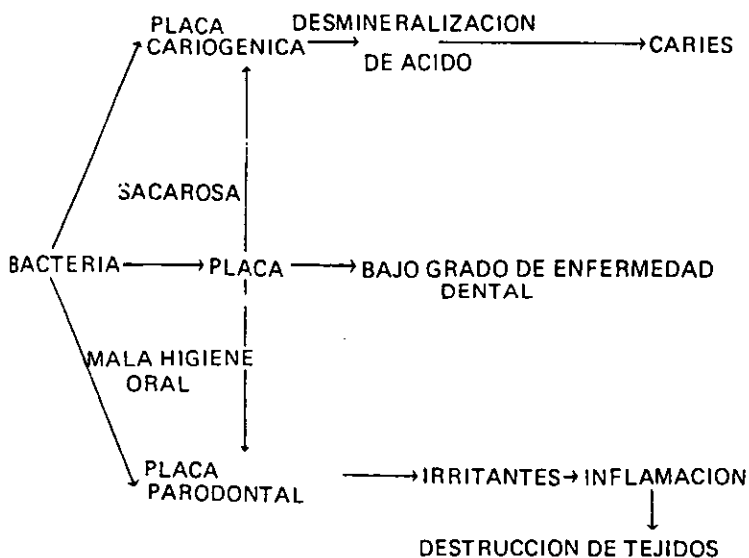 PLACA
CARIOGENICA
DESMINERALIZACION
DE ACIDO
CARIES
SACAROSA
BACTERIA
PLACA
BAJO GRADO DE ENFERMEDAD
DENTAL
MALA HIGIENE
ORAL
PLACA
PARODONTAL
IRRITANTES
INFLAMACION
DESTRUCCION DE TEJIDOS